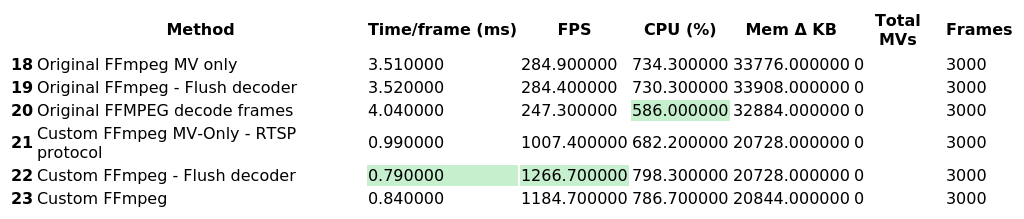 Method Time/frame (ms) FPS CPU (%) Mem Δ KB Total MVs Frames
18 Original FFmpeg MV only 3.510000 284.900000 734.300000 33776.000000 0 3000
19 Original FFmpeg - Flush decoder 3.520000 284.400000 730.300000 33908.000000 0 3000
20 Original FFMPEG decode frames 4.040000 247.300000 586.000000 32884.000000 0 3000
21 Custom FFmpeg MV-Only - RTSP protocol 0.990000 1007.400000 682.200000 20728.000000 0 3000
22 Custom FFmpeg - Flush decoder 0.790000 1266.700000 798.300000 20728.000000 0 3000
23 Custom FFmpeg 0.840000 1184.700000 786.700000 20844.000000 0 3000